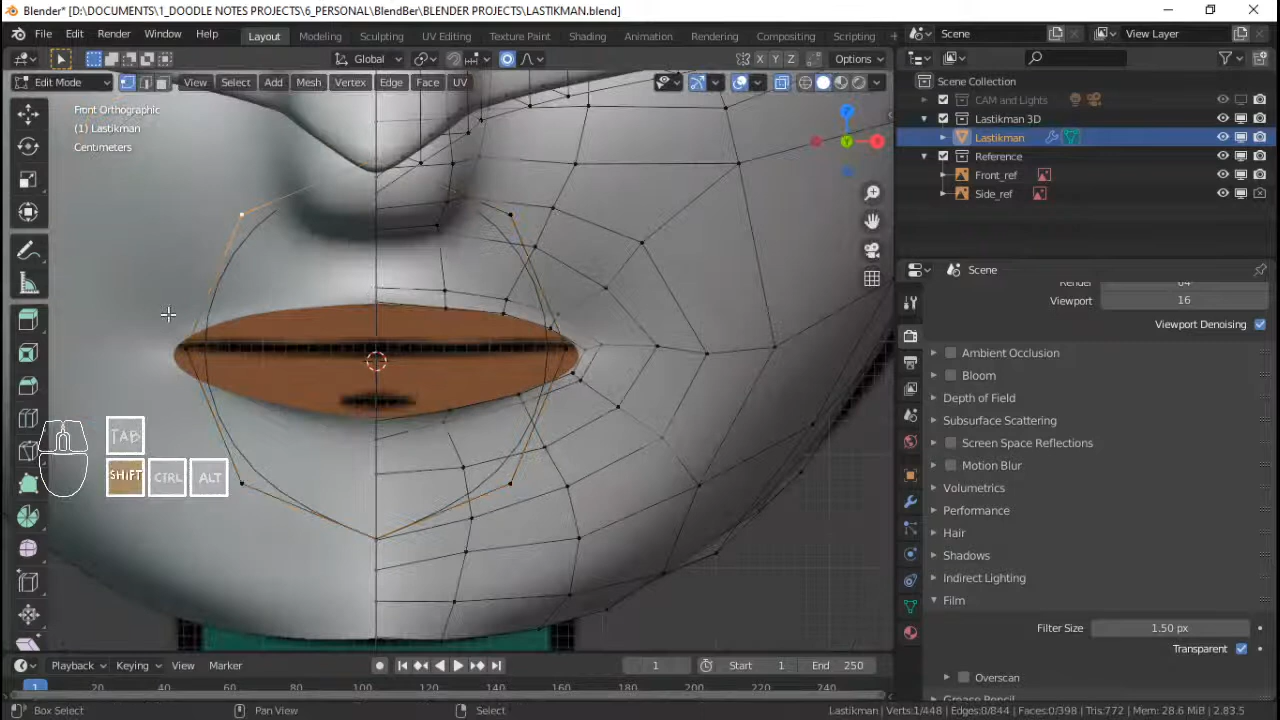 Blender* [D:\DOCUMENTS\1_DOODLE NOTES PROJECTS\6_PERSONAL\BlendBer\BLENDER PROJECTS\LASTIKMAN.blend]
File Edit Render Window Help Layout Modeling Sculpting UV Editing Texture Paint Shading Animation Rendering Compositing Scripting Scene View Layer
Global X Y Z Options
Edit Mode View Select Add Mesh Vertex Edge Face UV
Scene Collection
CAM and Lights
Lastikman 3D
Lastikman
Reference
Front_ref
Side_ref
Front Orthographic
(1) Lastikman
Centimeters
Scene
Render 64
Viewport 16
Viewport Denoising
Ambient Occlusion
Bloom
Depth of Field
Subsurface Scattering
Screen Space Reflections
Motion Blur
Volumetrics
Performance
Hair
Shadows
Indirect Lighting
Film
Filter Size 1.50 px
Transparent
Overscan
Grease Pencil
TAB
SHIFT CTRL ALT
Playback Keying View Marker 1 Start 1 End 250
1 20 40 60 80 100 120 140 160 180 200 220 240
Box Select Pan View Select Lastikman | Verts:1/448 | Edges:0/844 | Faces:0/398 | Tris:772 | Mem: 28.6 MiB | 2.83.5